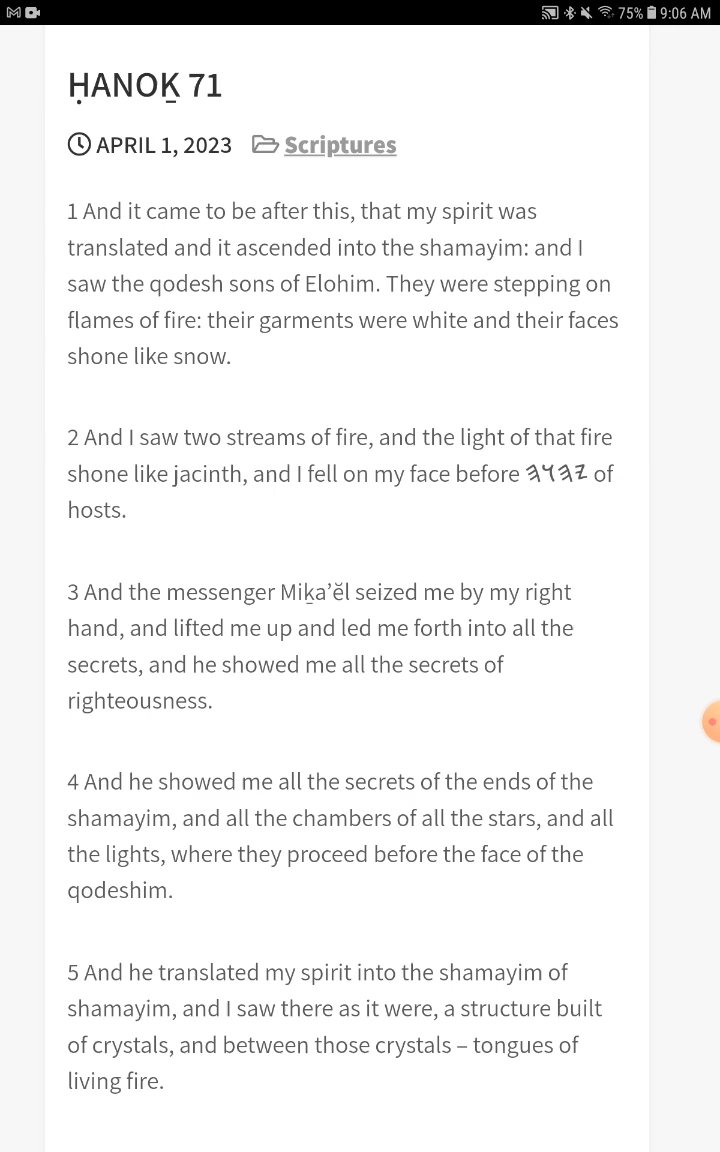 75% 9:06 AM
ḤANOḴ 71
APRIL 1, 2023 Scriptures
1 And it came to be after this, that my spirit was
translated and it ascended into the shamayim: and I
saw the qodesh sons of Elohim. They were stepping on
flames of fire: their garments were white and their faces
shone like snow.
2 And I saw two streams of fire, and the light of that fire
shone like jacinth, and I fell on my face before 𐤉𐤄𐤅𐤄 of
hosts.
3 And the messenger Miḵa’ĕl seized me by my right
hand, and lifted me up and led me forth into all the
secrets, and he showed me all the secrets of
righteousness.
4 And he showed me all the secrets of the ends of the
shamayim, and all the chambers of all the stars, and all
the lights, where they proceed before the face of the
qodeshim.
5 And he translated my spirit into the shamayim of
shamayim, and I saw there as it were, a structure built
of crystals, and between those crystals – tongues of
living fire.